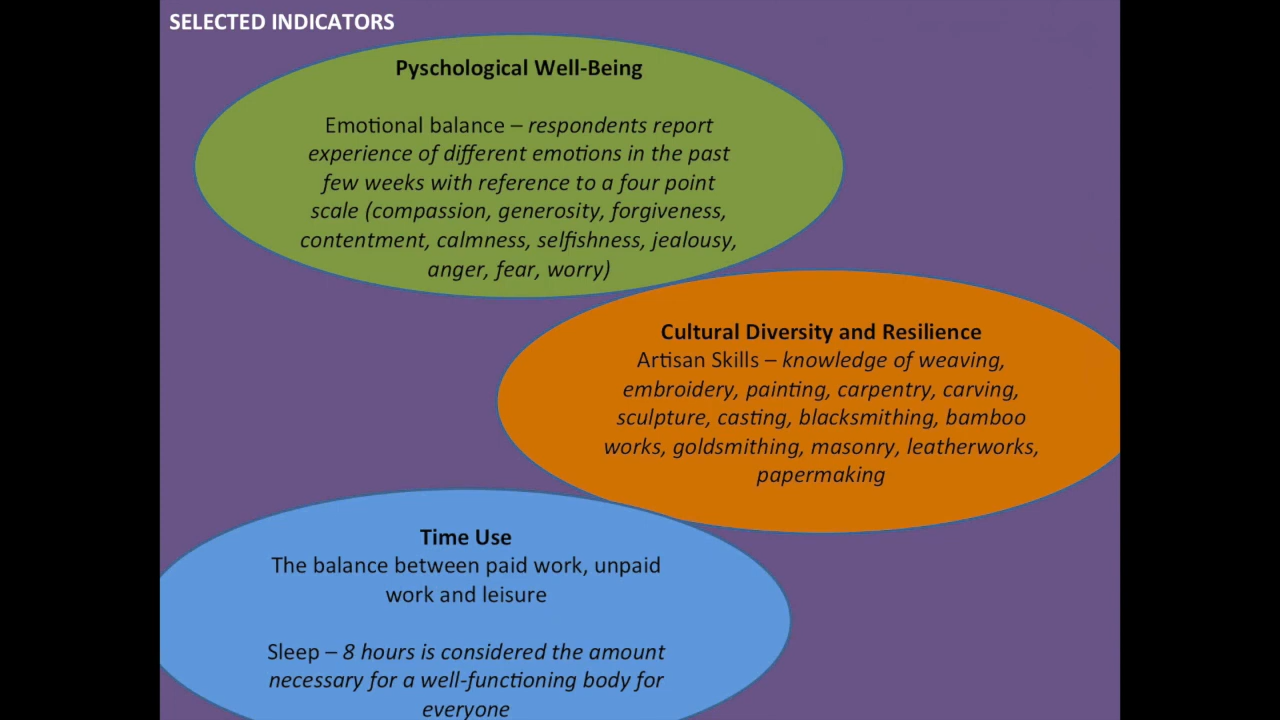 SELECTED INDICATORS
Pyschological Well-Being
Emotional balance – respondents report
experience of different emotions in the past
few weeks with reference to a four point
scale (compassion, generosity, forgiveness,
contentment, calmness, selfishness, jealousy,
anger, fear, worry)
Cultural Diversity and Resilience
Artisan Skills – knowledge of weaving,
embroidery, painting, carpentry, carving,
sculpture, casting, blacksmithing, bamboo
works, goldsmithing, masonry, leatherworks,
papermaking
Time Use
The balance between paid work, unpaid
work and leisure
Sleep – 8 hours is considered the amount
necessary for a well-functioning body for
everyone